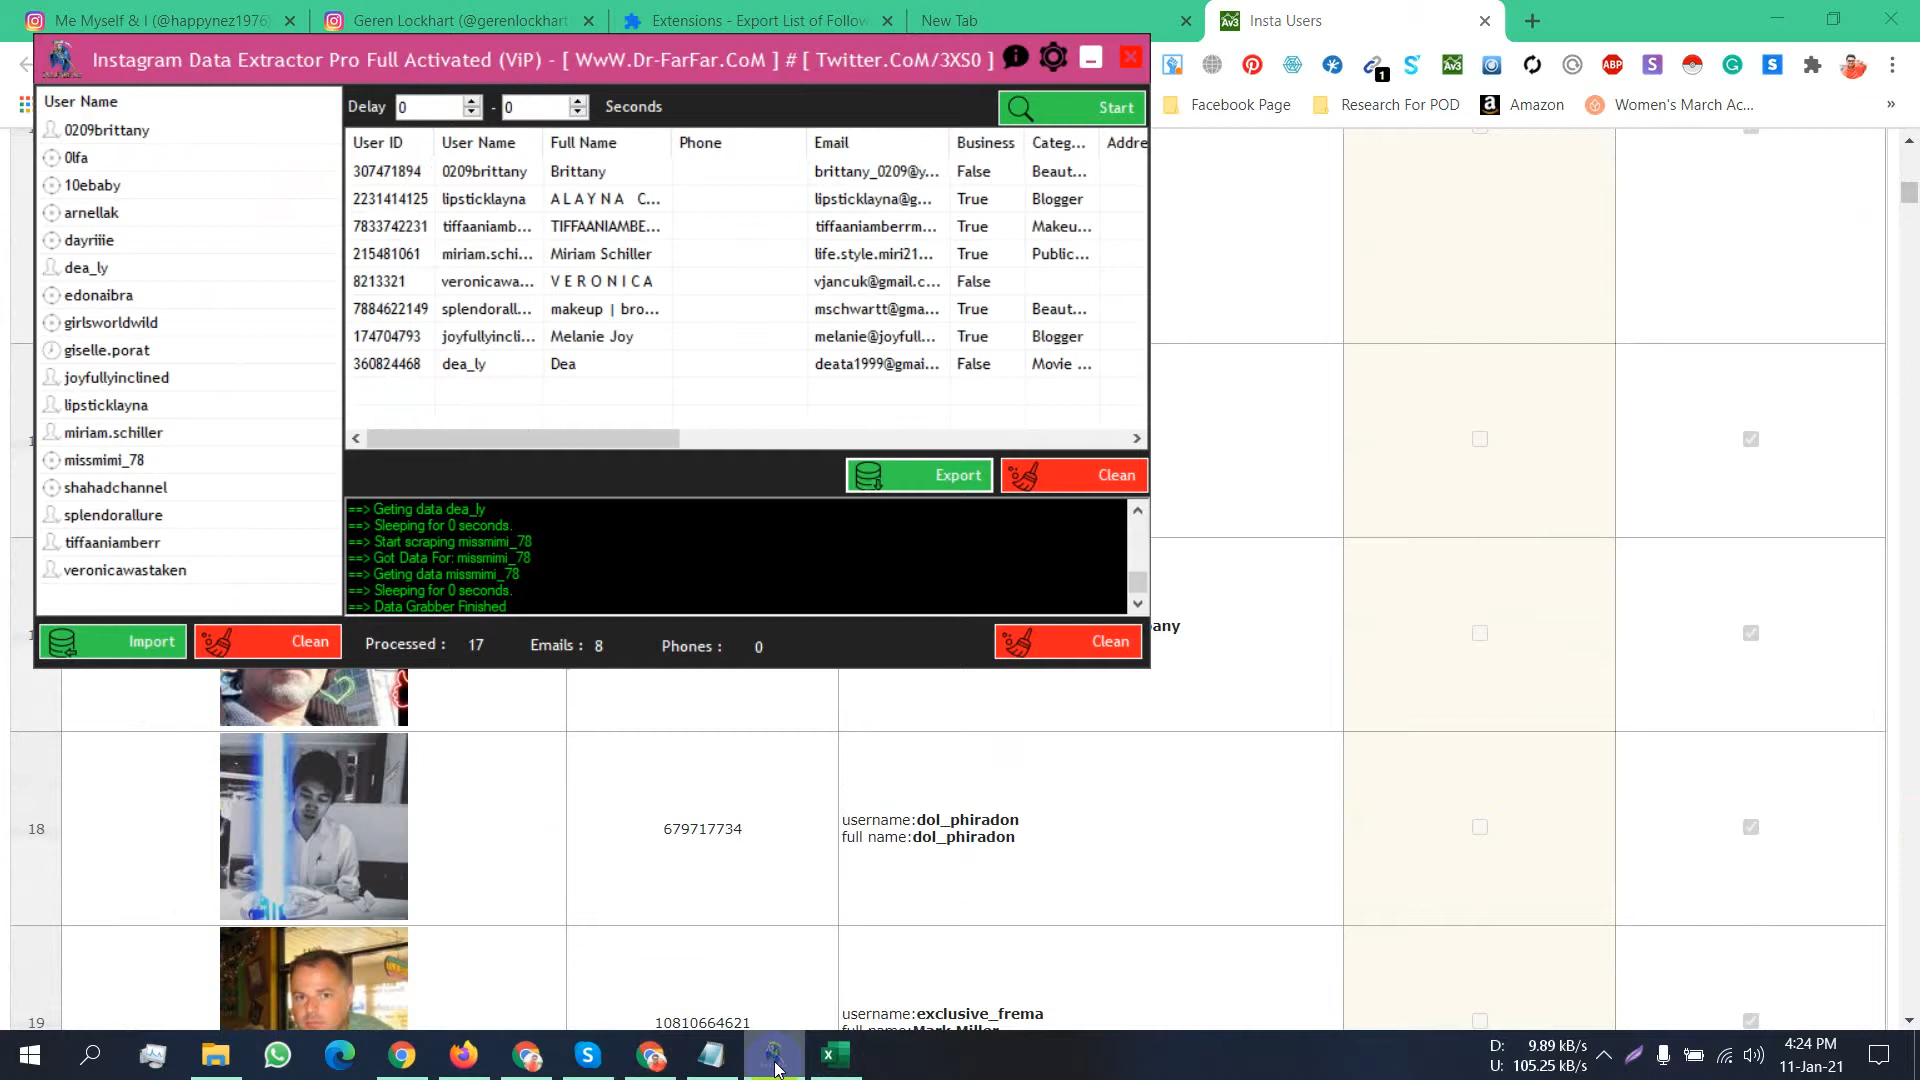 Me Myself & I (@happynez1976)
Geren Lockhart (@gerenlockhart
Extensions - Export List of Follow
New Tab
Insta Users
Instagram Data Extractor Pro Full Activated (ViP) - [ WwW.Dr-FarFar.CoM ] # [ Twitter.CoM/3XS0 ]
1
ABP
Facebook Page
Research For POD
Amazon
Women's March Ac...
»
User Name
0209brittany
0lfa
10ebaby
arnellak
dayriiie
dea_ly
edonaibra
girlsworldwild
giselle.porat
joyfullyinclined
lipsticklayna
miriam.schiller
missmimi_78
shahadchannel
splendorallure
tiffaaniamberr
veronicawastaken
Delay 0 - 0 Seconds
Start
User ID User Name Full Name Phone Email Business Categ... Addre
307471894 0209brittany Brittany brittany_0209@y... False Beaut...
2231414125 lipsticklayna A L A Y N A C... lipsticklayna@g... True Blogger
7833742231 tiffaaniamb... TIFFAANIAMBE... tiffaaniamberrm... True Makeu...
215481061 miriam.schi... Miriam Schiller life.style.miri21... True Public...
8213321 veronicawa... V E R O N I C A vjancuk@gmail.c... False
7884622149 splendorall... makeup | bro... mschwartt@gma... True Beaut...
174704793 joyfullyincli... Melanie Joy melanie@joyfull... True Blogger
360824468 dea_ly Dea deata1999@gmai... False Movie ...
Export
Clean
==> Geting data dea_ly
==> Sleeping for 0 seconds.
==> Start scraping missmimi_78
==> Got Data For: missmimi_78
==> Geting data missmimi_78
==> Sleeping for 0 seconds.
==> Data Grabber Finished
Import
Clean
Processed : 17 Emails : 8 Phones : 0
Clean
any
18
679717734
username:dol_phiradon
full name:dol_phiradon
19
10810664621
username:exclusive_frema
full name:Mark Miller
D: 9.89 kB/s
U: 105.25 kB/s
4:24 PM
11-Jan-21